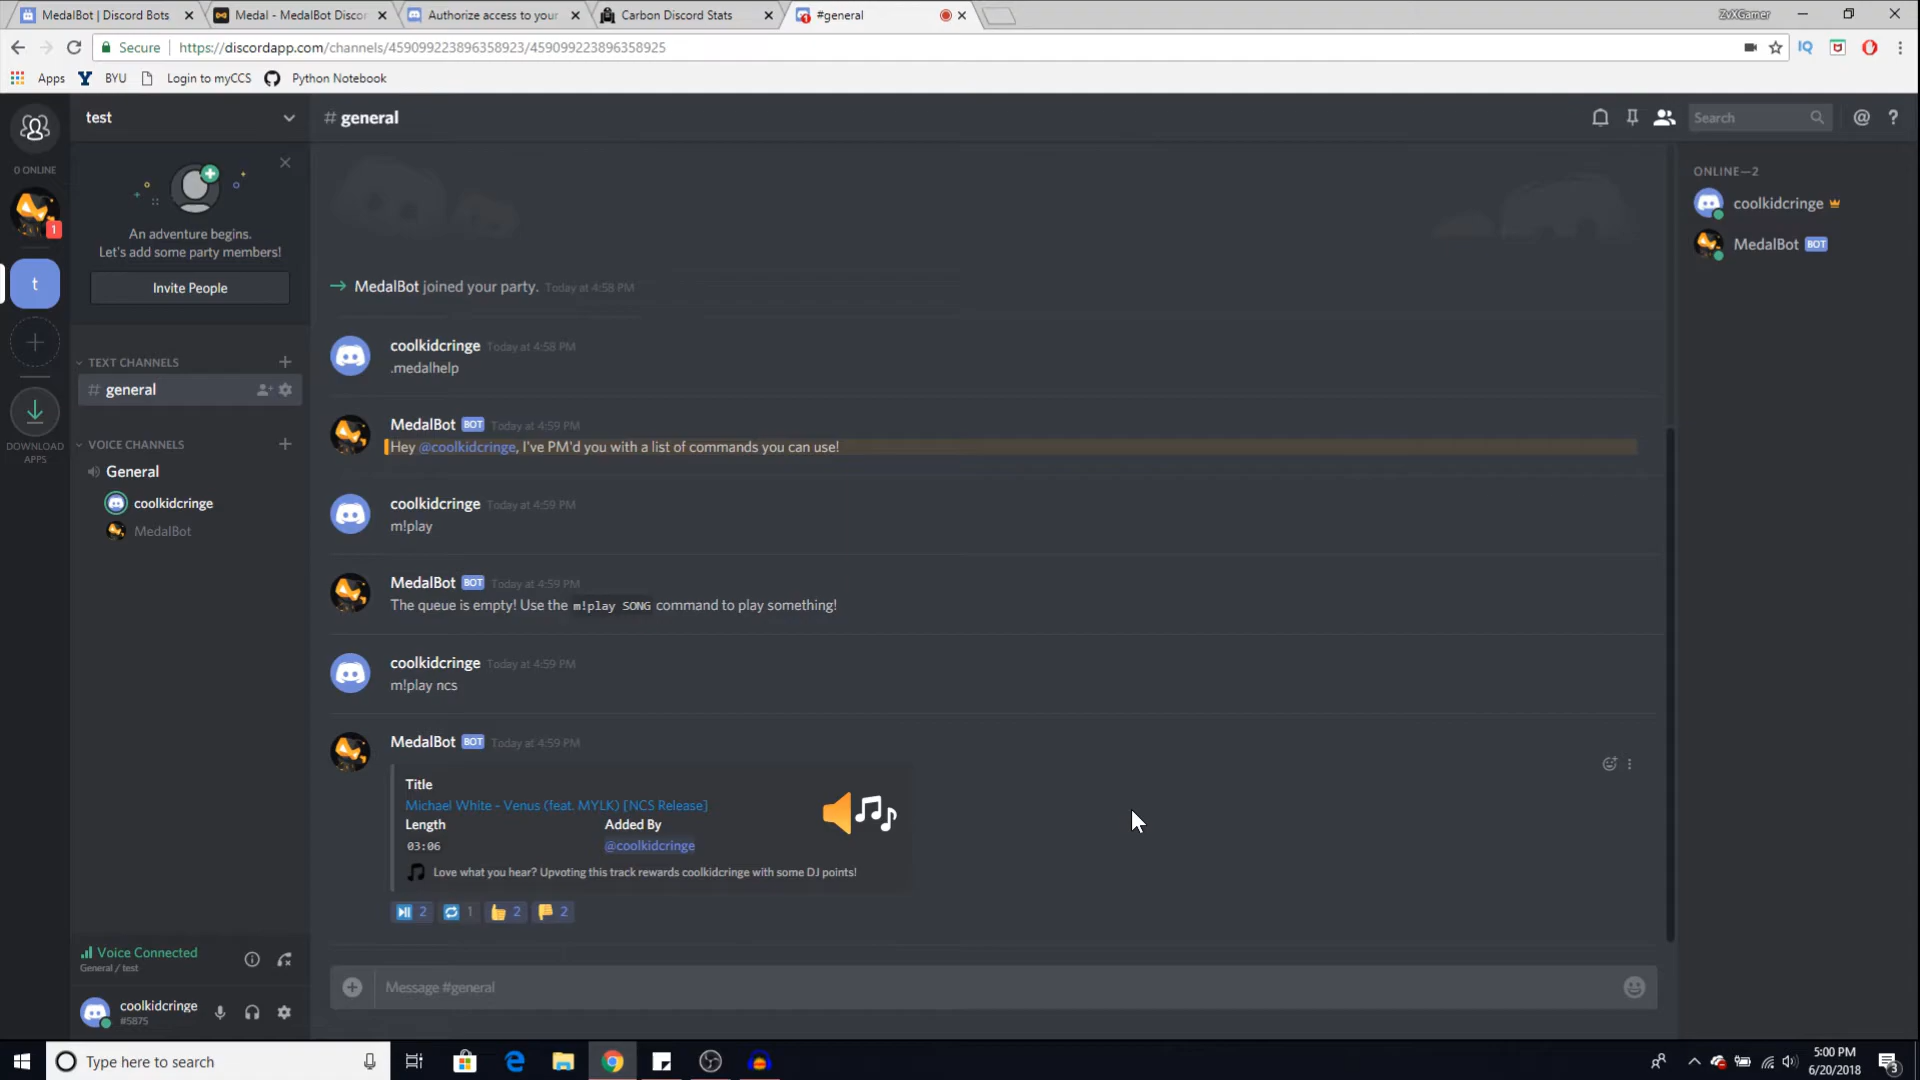 MedalBot | Discord Bots
Medal - MedalBot Discor
Authorize access to your
Carbon Discord Stats
#general
ZvXGamer
Secure
https://discordapp.com/channels/459099223896358923/459099223896358925
Apps
BYU
Login to myCCS
Python Notebook
test
# general
Search
@
?
0 ONLINE
1
An adventure begins.
Let's add some party members!
Invite People
t
TEXT CHANNELS
# general
DOWNLOAD
APPS
VOICE CHANNELS
General
coolkidcringe
MedalBot
MedalBot joined your party. Today at 4:58 PM
coolkidcringe Today at 4:58 PM
.medalhelp
MedalBot BOT Today at 4:59 PM
Hey @coolkidcringe, I've PM'd you with a list of commands you can use!
coolkidcringe Today at 4:59 PM
m!play
MedalBot BOT Today at 4:59 PM
The queue is empty! Use the m!play SONG command to play something!
coolkidcringe Today at 4:59 PM
m!play ncs
MedalBot BOT Today at 4:59 PM
Title
Michael White - Venus (feat. MYLK) [NCS Release]
Length Added By
03:06 @coolkidcringe
Love what you hear? Upvoting this track rewards coolkidcringe with some DJ points!
2 1 2 2
Message #general
ONLINE—2
coolkidcringe
MedalBot BOT
Voice Connected
General / test
coolkidcringe
#5875
Type here to search
5:00 PM
6/20/2018
3